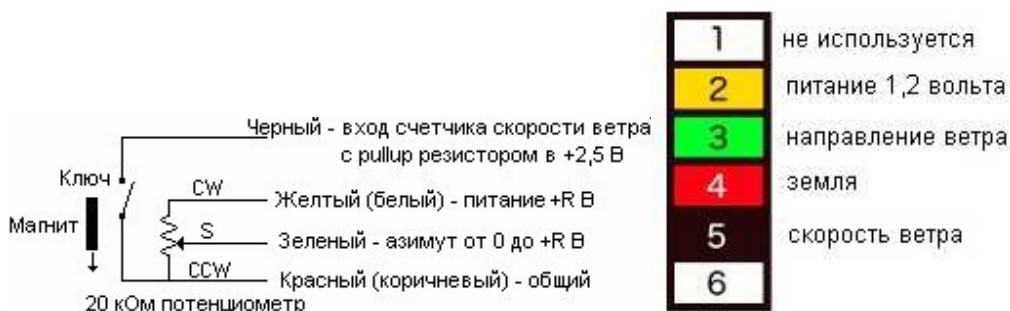 Черный - вход счетчика скорости ветра
с pullup резистором в +2,5 В
Ключ
CW
Желтый (белый) - питание +R В
Магнит
S
Зеленый - азимут от 0 до +R В
CCW
Красный (коричневый) - общий
20 кОм потенциометр
1 не используется
2 питание 1,2 вольта
3 направление ветра
4 земля
5 скорость ветра
6